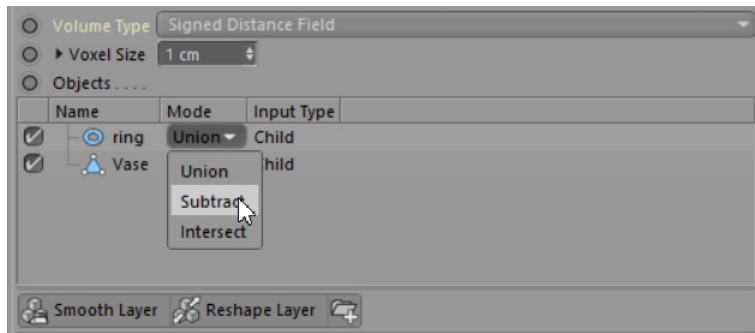 Volume Type Signed Distance Field
Voxel Size 1 cm
Objects . . . .
Name Mode Input Type
ring Union Child
Vase Child
Union
Subtract
Intersect
Smooth Layer Reshape Layer